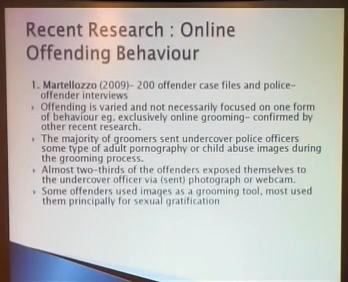 Recent Research : Online
Offending Behaviour
1. Martellozzo (2009)- 200 offender case files and police-
offender interviews
Offending is varied and not necessarily focused on one form
of behaviour eg. exclusively online grooming- confirmed by
other recent research.
The majority of groomers sent undercover police officers
some type of adult pornography or child abuse images during
the grooming process.
Almost two-thirds of the offenders exposed themselves to
the undercover officer via (sent) photograph or webcam.
Some offenders used images as a grooming tool, most used
them principally for sexual gratification